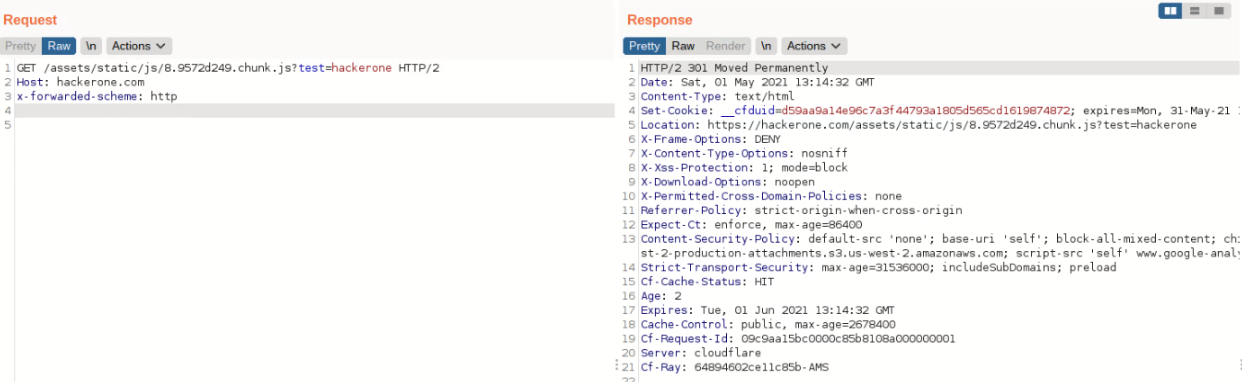 Request
Pretty Raw \n Actions
1 GET /assets/static/js/8.9572d249.chunk.js?test=hackerone HTTP/2
2 Host: hackerone.com
3 x-forwarded-scheme: http
4
5
Response
Pretty Raw Render \n Actions
1 HTTP/2 301 Moved Permanently
2 Date: Sat, 01 May 2021 13:14:32 GMT
3 Content-Type: text/html
4 Set-Cookie: __cfduid=d59aa9a14e96c7a3f44793a1805d565cd1619874872; expires=Mon, 31-May-21
5 Location: https://hackerone.com/assets/static/js/8.9572d249.chunk.js?test=hackerone
6 X-Frame-Options: DENY
7 X-Content-Type-Options: nosniff
8 X-Xss-Protection: 1; mode=block
9 X-Download-Options: noopen
10 X-Permitted-Cross-Domain-Policies: none
11 Referrer-Policy: strict-origin-when-cross-origin
12 Expect-Ct: enforce, max-age=86400
13 Content-Security-Policy: default-src 'none'; base-uri 'self'; block-all-mixed-content;
st-2-production-attachments.s3.us-west-2.amazonaws.com; script-src 'self' www.google-analy
14 Strict-Transport-Security: max-age=31536000; includeSubDomains; preload
15 Cf-Cache-Status: HIT
16 Age: 2
17 Expires: Tue, 01 Jun 2021 13:14:32 GMT
18 Cache-Control: public, max-age=2678400
19 Cf-Request-Id: 09c9aa15bc0000c85b8108a000000001
20 Server: cloudflare
21 Cf-Ray: 64894602ce11c85b-AMS
22